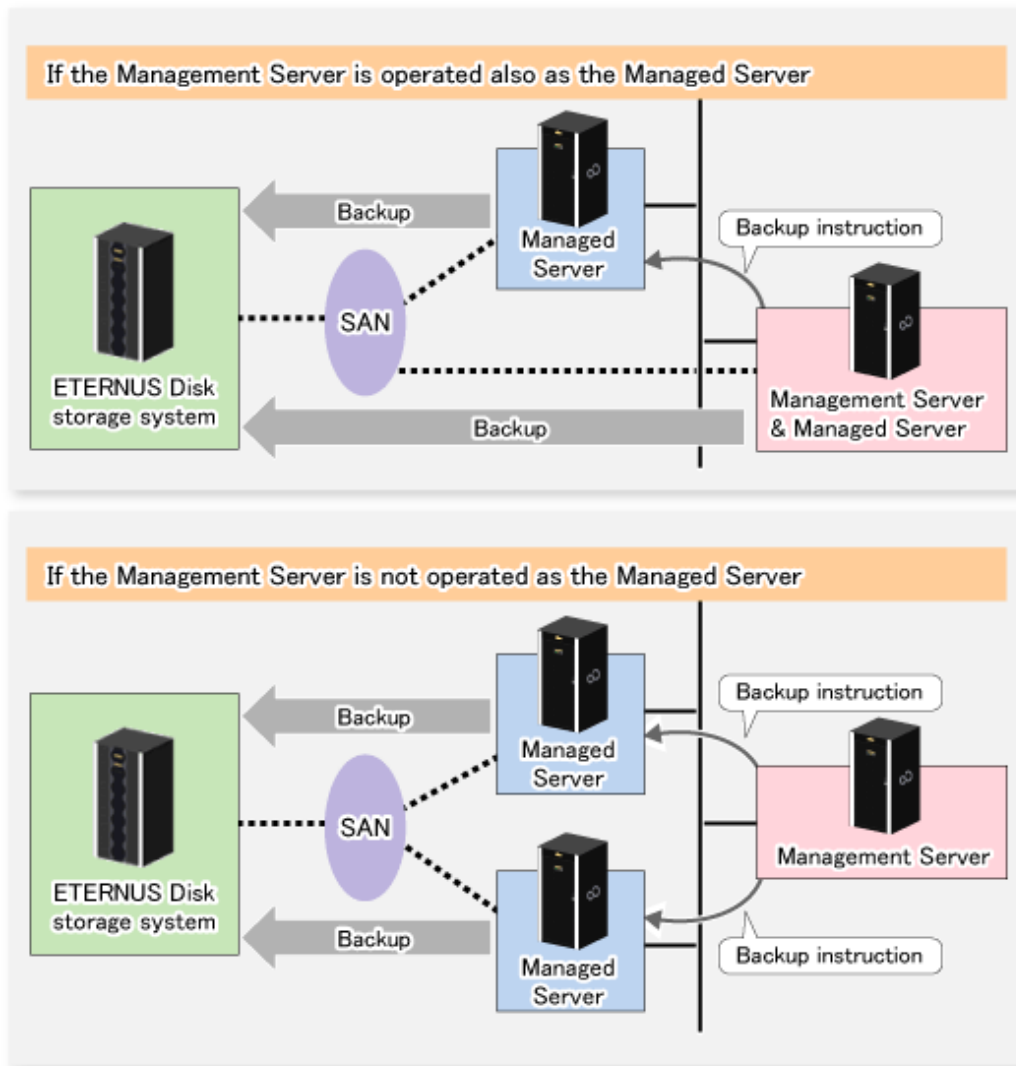 If the Management Server is operated also as the Managed Server
Backup
Managed
Server
Backup instruction
SAN
ETERNUS Disk
storage system
Management Server
& Managed Server
Backup
If the Management Server is not operated as the Managed Server
Backup
Managed
Server
Backup instruction
SAN
Management Server
ETERNUS Disk
storage system
Backup
Managed
Server
Backup instruction